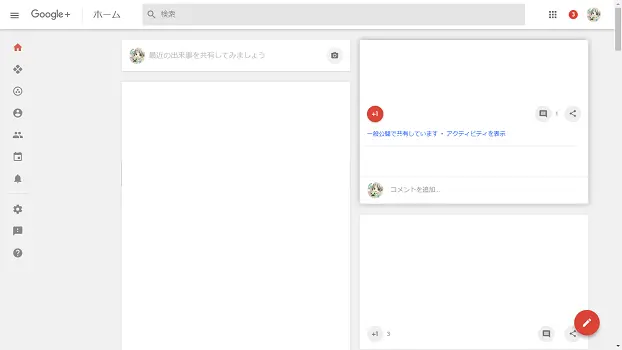 Google+ ホーム 検索 3
最近の出来事を共有してみましょう
+1 1
一般公開で共有しています • アクティビティを表示
コメントを追加...
+1 3